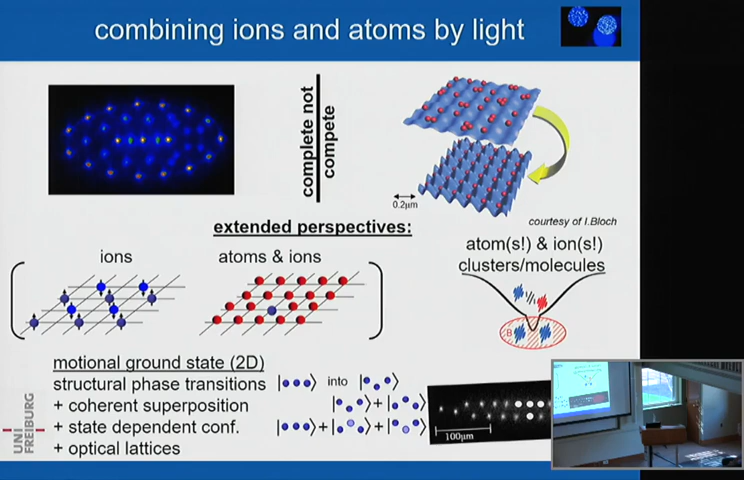 combining ions and atoms by light
complete not
compete
0.2µm
courtesy of I.Bloch
extended perspectives:
ions
atoms & ions
atom(s!) & ion(s!)
clusters/molecules
B
motional ground state (2D)
structural phase transitions
into
+ coherent superposition
+
+ state dependent conf.
+ +
+ optical lattices
100µm
UNI
FREIBURG